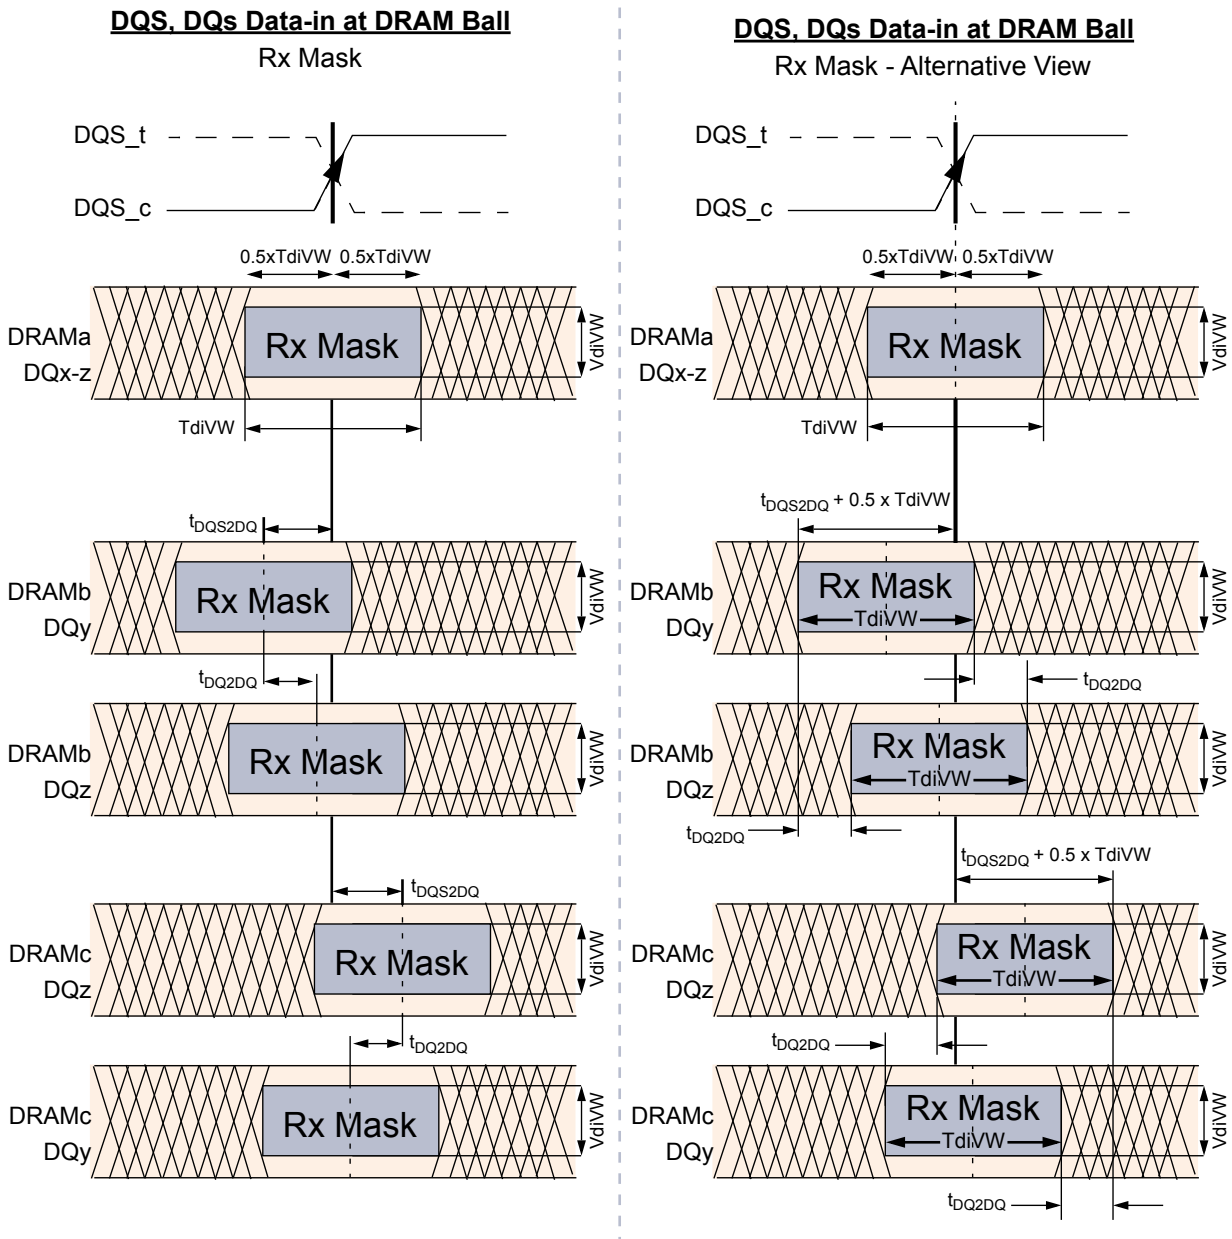 DQS, DQs Data-in at DRAM Ball
Rx Mask
DQS_t
DQS_c
0.5xTdiVW 0.5xTdiVW
DRAMa
DQx-z
Rx Mask
VdiVW
TdiVW
tDQS2DQ
DRAMb
DQy
Rx Mask
VdiVW
tDQ2DQ
DRAMb
DQz
Rx Mask
VdiVW
tDQS2DQ
DRAMc
DQz
Rx Mask
VdiVW
tDQ2DQ
DRAMc
DQy
Rx Mask
VdiVW
DQS, DQs Data-in at DRAM Ball
Rx Mask - Alternative View
DQS_t
DQS_c
0.5xTdiVW 0.5xTdiVW
DRAMa
DQx-z
Rx Mask
VdiVW
TdiVW
tDQS2DQ + 0.5 x TdiVW
DRAMb
DQy
Rx Mask
TdiVW
VdiVW
tDQ2DQ
DRAMb
DQz
Rx Mask
TdiVW
VdiVW
tDQ2DQ
tDQS2DQ + 0.5 x TdiVW
DRAMc
DQz
Rx Mask
TdiVW
VdiVW
tDQ2DQ
DRAMc
DQy
Rx Mask
TdiVW
VdiVW
tDQ2DQ